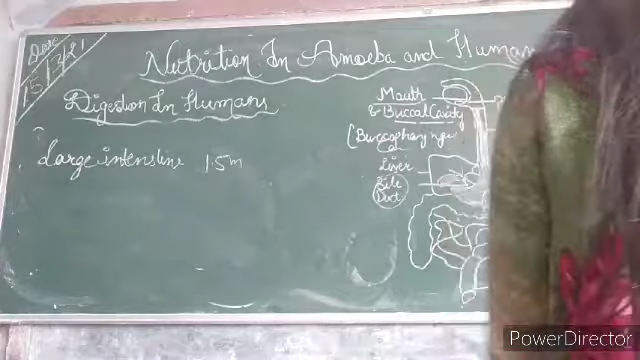 Date
15/3/21
Nutrition In Amoeba and Human
Digestion In Humans
Large intenstine 1.5m
Mouth
& Buccal Cavity
(Buccopharynge
Liver
Bile
Duct
PowerDirector